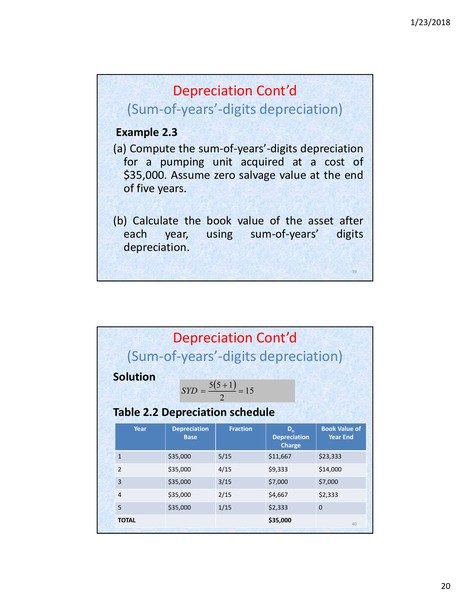 1/23/2018
Depreciation Cont'd
(Sum-of-years'-digits depreciation)
Example 2.3
(a) Compute the sum-of-years'-digits depreciation
for a pumping unit acquired at a cost of
$35,000. Assume zero salvage value at the end
of five years.
(b) Calculate the book value of the asset after
each year, using sum-of-years' digits
depreciation.
Depreciation Cont'd
(Sum-of-years'-digits depreciation)
Solution
SYD = 5(5+1)/2 = 15
Table 2.2 Depreciation schedule
Year Depreciation Base Fraction Dn Depreciation Charge Book Value of Year End
1 $35,000 5/15 $11,667 $23,333
2 $35,000 4/15 $9,333 $14,000
3 $35,000 3/15 $7,000 $7,000
4 $35,000 2/15 $4,667 $2,333
5 $35,000 1/15 $2,333 0
TOTAL $35,000
20